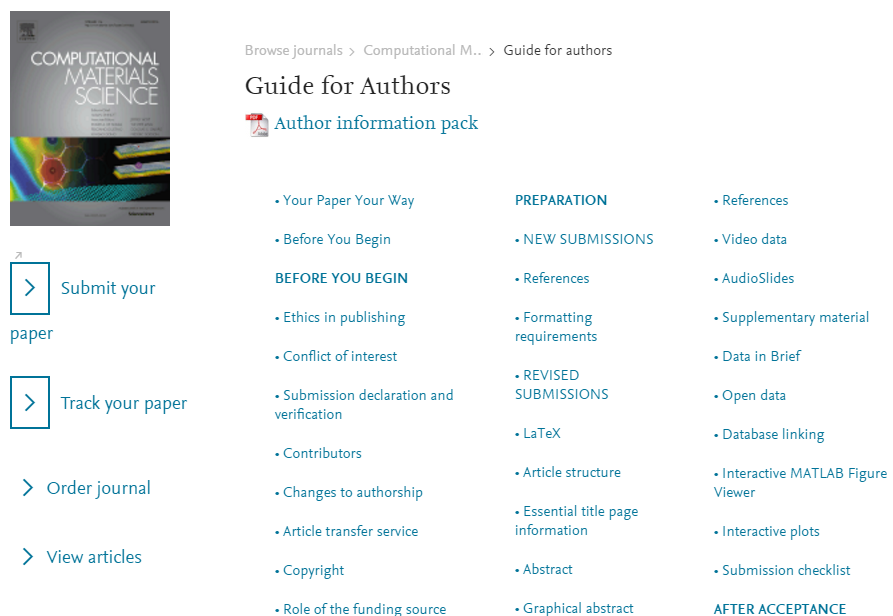 COMPUTATIONAL
MATERIALS
SCIENCE
Browse journals > Computational M.. > Guide for authors
Guide for Authors
Author information pack
Submit your
paper
Track your paper
Order journal
View articles
• Your Paper Your Way
• Before You Begin
BEFORE YOU BEGIN
• Ethics in publishing
• Conflict of interest
• Submission declaration and
verification
• Contributors
• Changes to authorship
• Article transfer service
• Copyright
• Role of the funding source
PREPARATION
• NEW SUBMISSIONS
• References
• Formatting
requirements
• REVISED
SUBMISSIONS
• LaTeX
• Article structure
• Essential title page
information
• Abstract
• Graphical abstract
• References
• Video data
• AudioSlides
• Supplementary material
• Data in Brief
• Open data
• Database linking
• Interactive MATLAB Figure
Viewer
• Interactive plots
• Submission checklist
AFTER ACCEPTANCE